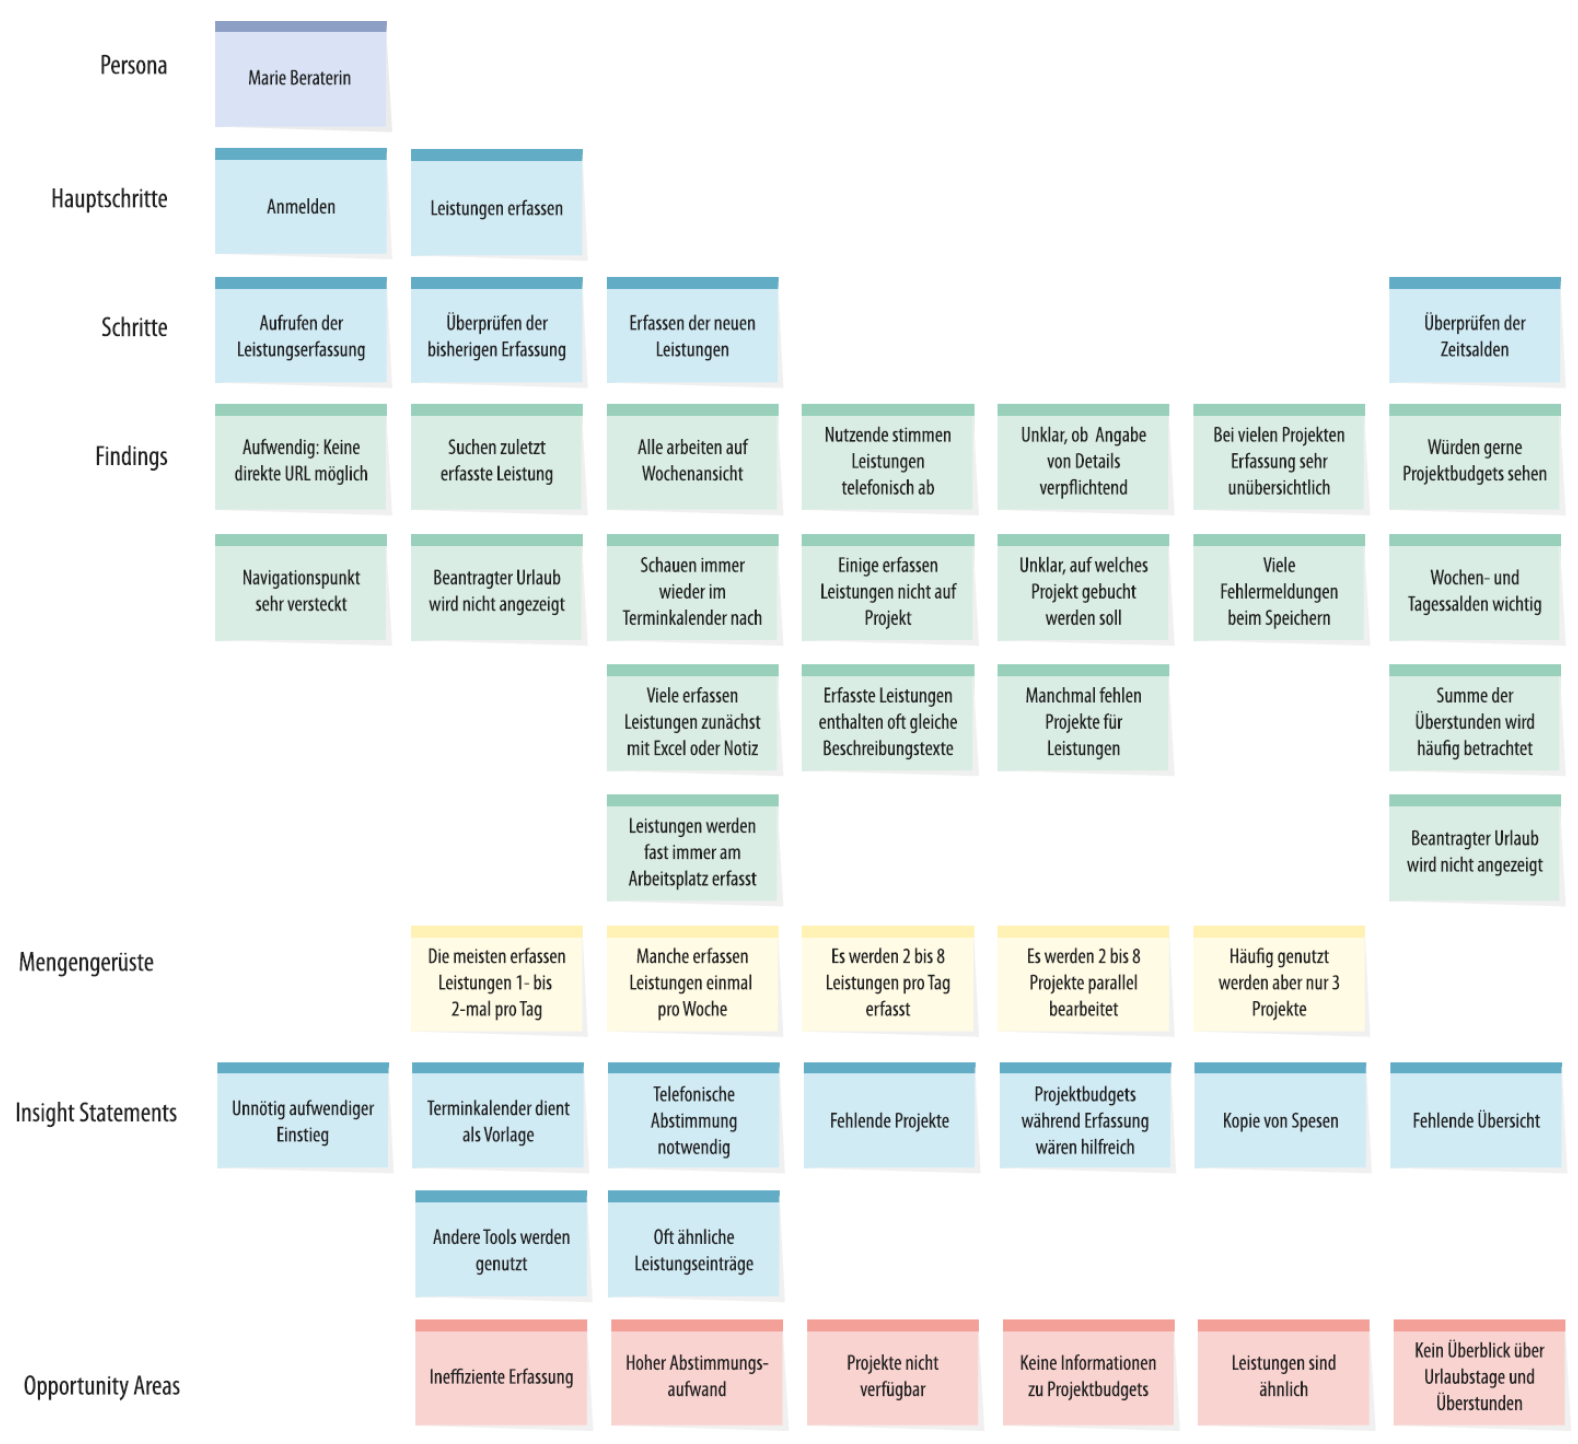 Persona
Marie Beraterin
Hauptschritte
Anmelden
Leistungen erfassen
Schritte
Aufrufen der
Leistungserfassung
Überprüfen der
bisherigen Erfassung
Erfassen der neuen
Leistungen
Überprüfen der
Zeitsalden
Findings
Aufwendig: Keine
direkte URL möglich
Suchen zuletzt
erfasste Leistung
Alle arbeiten auf
Wochenansicht
Nutzende stimmen
Leistungen
telefonisch ab
Unklar, ob Angabe
von Details
verpflichtend
Bei vielen Projekten
Erfassung sehr
unübersichtlich
Würden gerne
Projektbudgets sehen
Navigationspunkt
sehr versteckt
Beantragter Urlaub
wird nicht angezeigt
Schauen immer
wieder im
Terminkalender nach
Einige erfassen
Leistungen nicht auf
Projekt
Unklar, auf welches
Projekt gebucht
werden soll
Viele
Fehlermeldungen
beim Speichern
Wochen- und
Tagessalden wichtig
Viele erfassen
Leistungen zunächst
mit Excel oder Notiz
Erfasste Leistungen
enthalten oft gleiche
Beschreibungstexte
Manchmal fehlen
Projekte für
Leistungen
Summe der
Überstunden wird
häufig betrachtet
Leistungen werden
fast immer am
Arbeitsplatz erfasst
Beantragter Urlaub
wird nicht angezeigt
Mengengerüste
Die meisten erfassen
Leistungen 1- bis
2-mal pro Tag
Manche erfassen
Leistungen einmal
pro Woche
Es werden 2 bis 8
Leistungen pro Tag
erfasst
Es werden 2 bis 8
Projekte parallel
bearbeitet
Häufig genutzt
werden aber nur 3
Projekte
Insight Statements
Unnötig aufwendiger
Einstieg
Terminkalender dient
als Vorlage
Telefonische
Abstimmung
notwendig
Fehlende Projekte
Projektbudgets
während Erfassung
wären hilfreich
Kopie von Spesen
Fehlende Übersicht
Andere Tools werden
genutzt
Oft ähnliche
Leistungseinträge
Opportunity Areas
Ineffiziente Erfassung
Hoher Abstimmungs-
aufwand
Projekte nicht
verfügbar
Keine Informationen
zu Projektbudgets
Leistungen sind
ähnlich
Kein Überblick über
Urlaubstage und
Überstunden